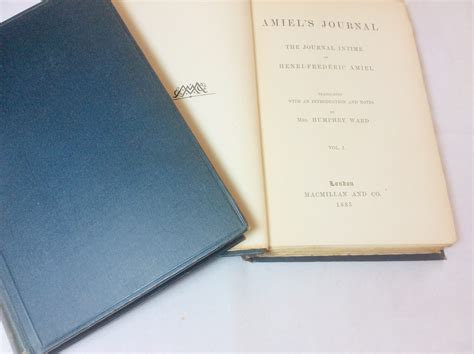 AMIEL'S JOURNAL
THE JOURNAL INTIME
OF
HENRI-FRÉDÉRIC AMIEL
TRANSLATED
WITH AN INTRODUCTION AND NOTES
BY
MRS. HUMPHRY WARD
VOL. I.
London
MACMILLAN AND CO.
1885